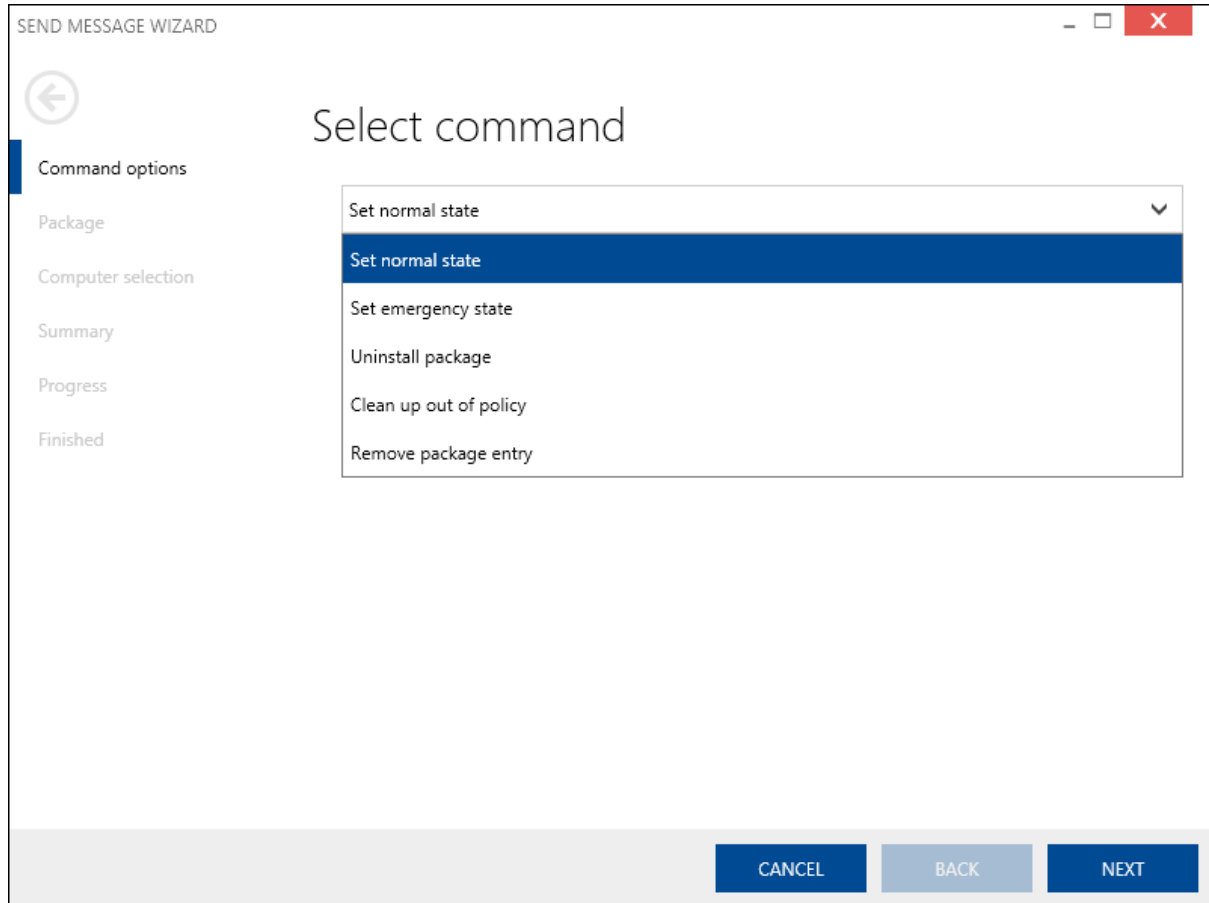 SEND MESSAGE WIZARD
Select command
Command options
Package
Computer selection
Summary
Progress
Finished
Set normal state
Set normal state
Set emergency state
Uninstall package
Clean up out of policy
Remove package entry
CANCEL
BACK
NEXT